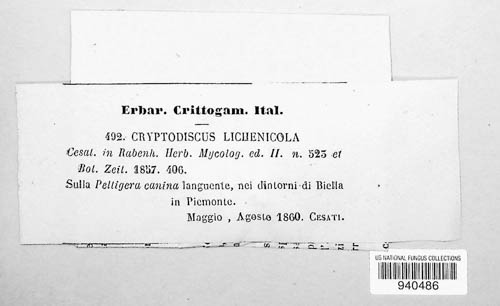 Erbar. Crittogam. Ital.
492. CRYPTODISCUS LICHENICOLA
Cesat. in Rabenh. Herb. Mycolog. ed. II. n. 523 et
Bot. Zeit. 1857. 406.
Sulla Peltigera canina languente, nei dintorni di Biella
in Piemonte.
Maggio, Agosto 1860. CESATI.
US NATIONAL FUNGUS COLLECTIONS
940486